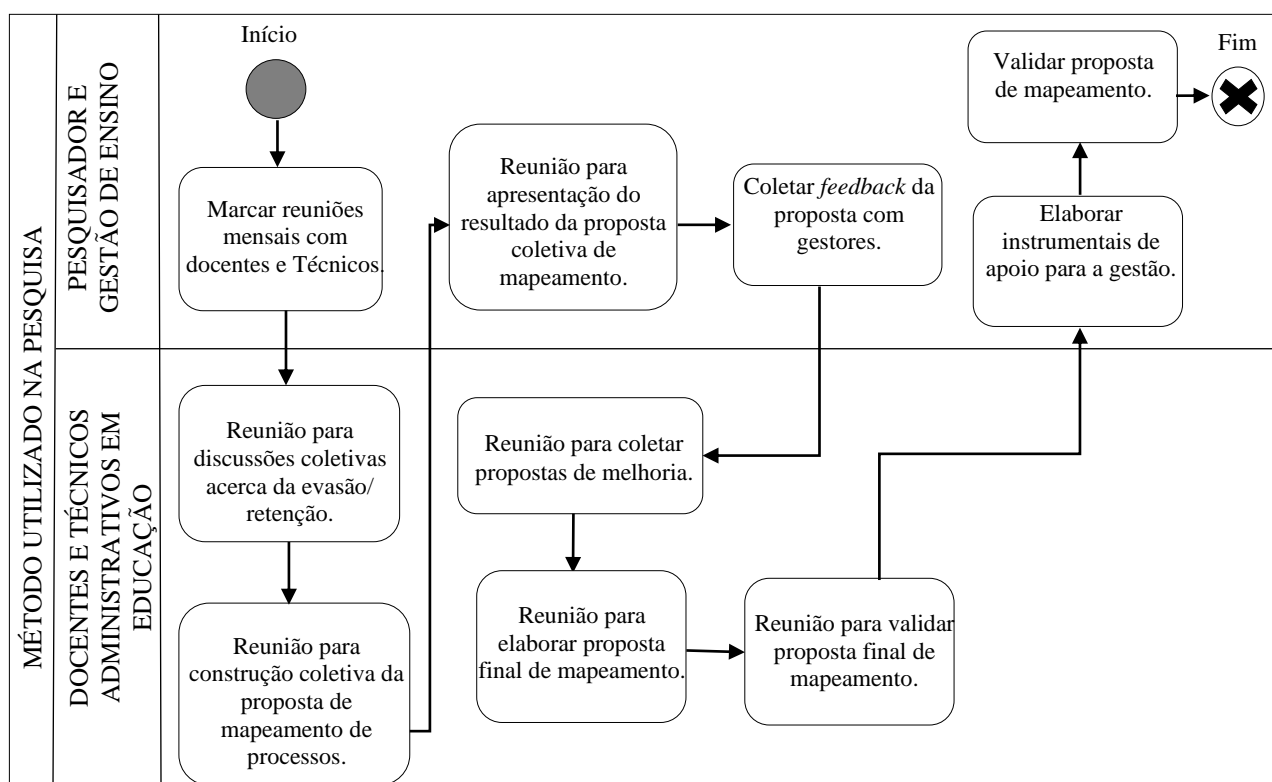 MÉTODO UTILIZADO NA PESQUISA
PESQUISADOR E
GESTÃO DE ENSINO
Início
Marcar reuniões
mensais com
docentes e Técnicos.
Reunião para
apresentação do
resultado da proposta
coletiva de
mapeamento.
Coletar feedback da
proposta com
gestores.
Validar proposta
de mapeamento.
Fim
Elaborar
instrumentais de
apoio para a gestão.
DOCENTES E TÉCNICOS
ADMINISTRATIVOS EM
EDUCAÇÃO
Reunião para
discussões coletivas
acerca da evasão/
retenção.
Reunião para
construção coletiva da
proposta de
mapeamento de
processos.
Reunião para coletar
propostas de melhoria.
Reunião para
elaborar proposta
final de mapeamento.
Reunião para validar
proposta final de
mapeamento.